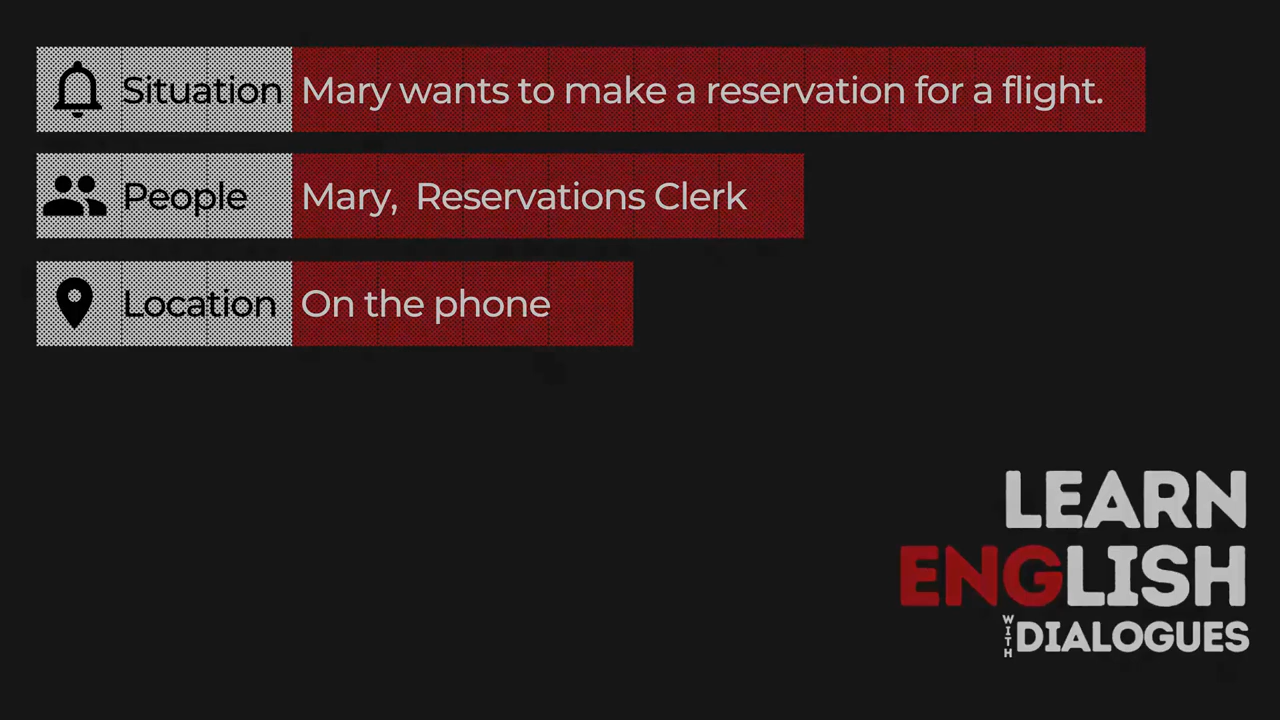 Situation Mary wants to make a reservation for a flight.
People Mary, Reservations Clerk
Location On the phone
LEARN
ENGLISH
WITH DIALOGUES